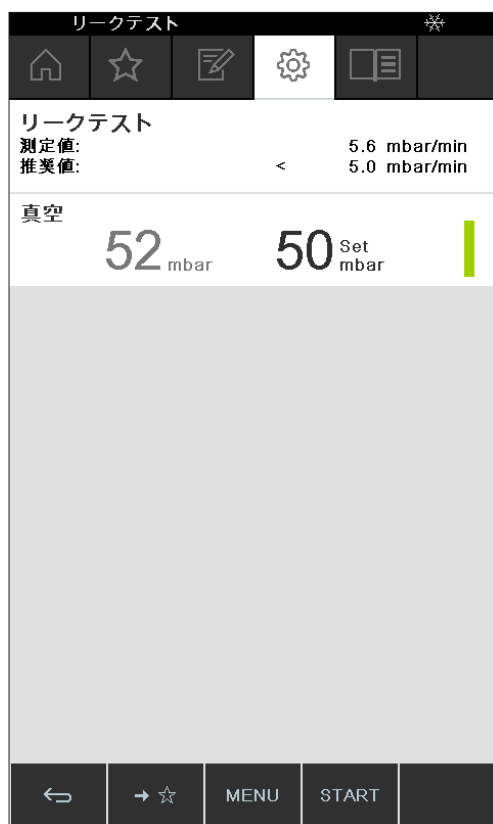 リークテスト
リークテスト
測定値: 5.6 mbar/min
推奨値: < 5.0 mbar/min
真空
52 mbar 50 Set mbar
MENU START